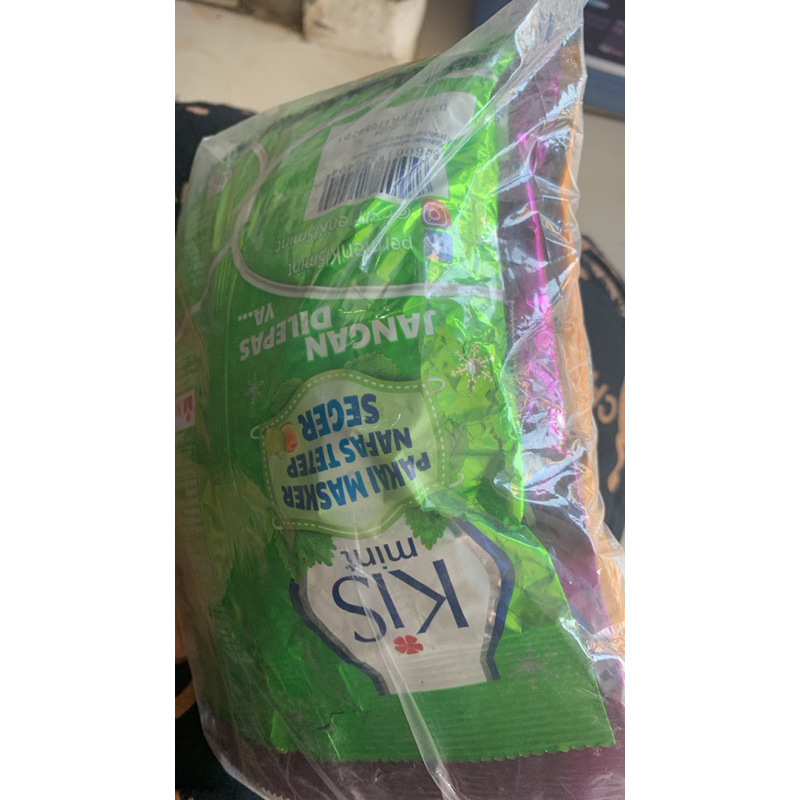 KIS
mint
PAKAI MASKER
NAFAS TETEP
SEGER
JANGAN
DILEPAS
YA...
permenkismint